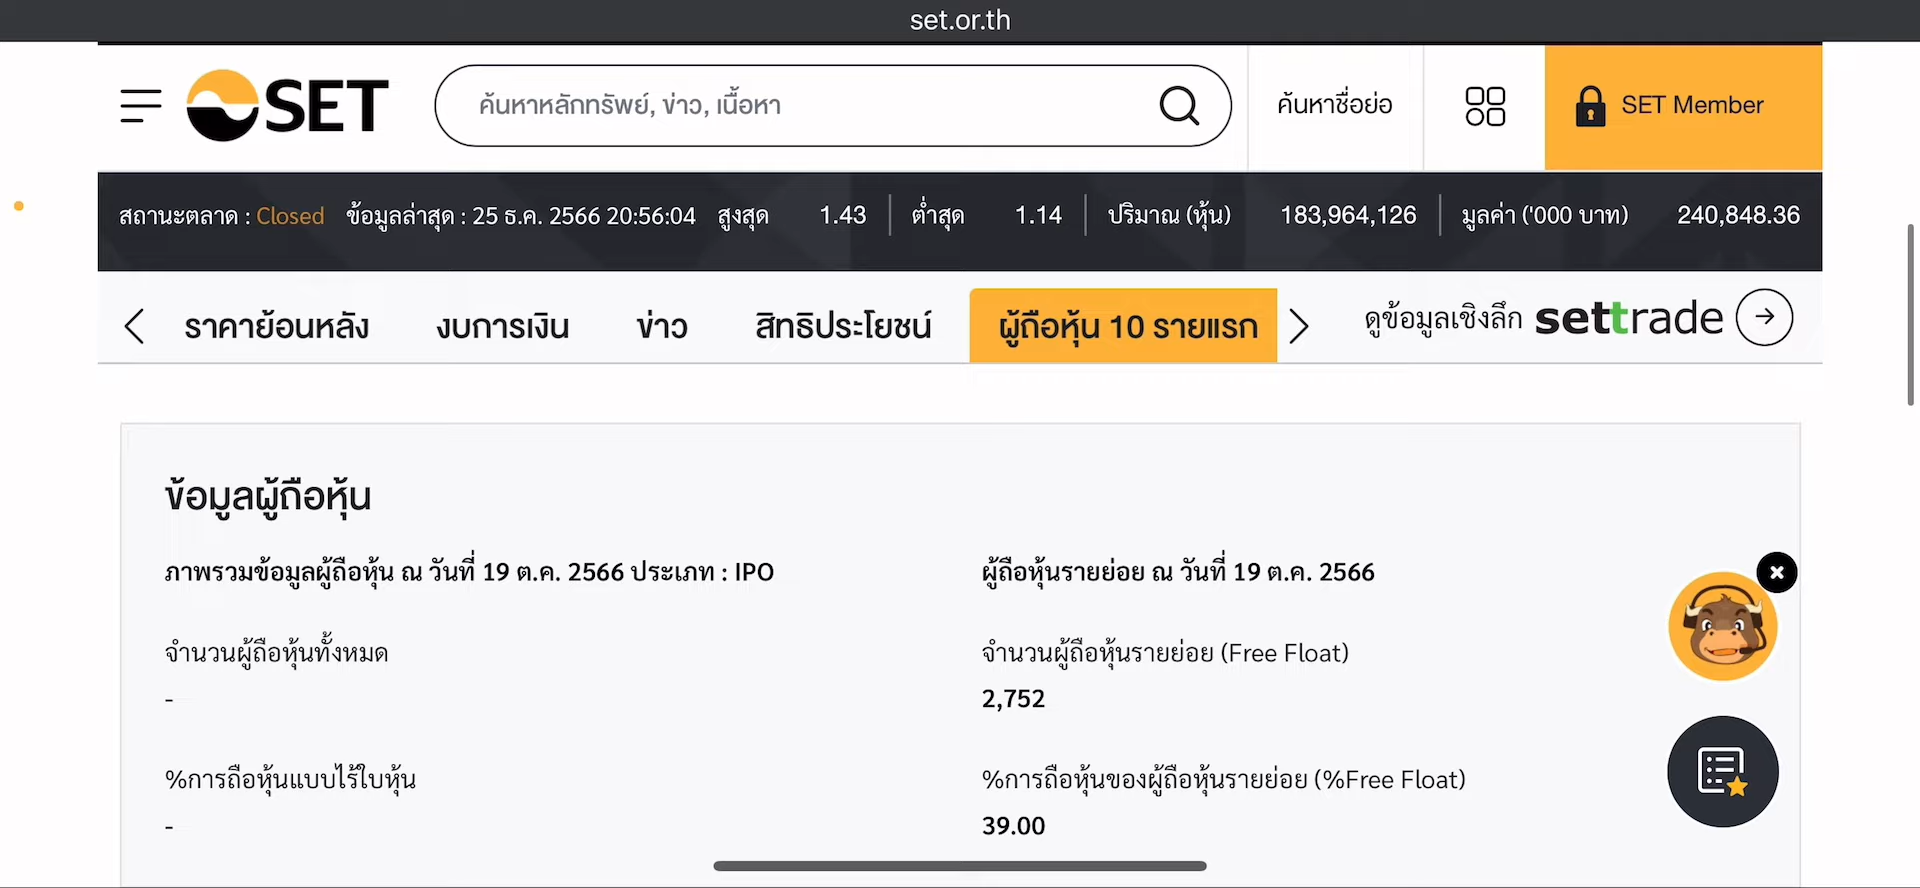 set.or.th
SET
ค้นหาหลักทรัพย์, ข่าว, เนื้อหา
ค้นหาชื่อย่อ
SET Member
สถานะตลาด : Closed ข้อมูลล่าสุด : 25 ธ.ค. 2566 20:56:04 สูงสุด 1.43 ต่ำสุด 1.14 ปริมาณ (หุ้น) 183,964,126 มูลค่า ('000 บาท) 240,848.36
ราคาย้อนหลัง งบการเงิน ข่าว สิทธิประโยชน์ ผู้ถือหุ้น 10 รายแรก ดูข้อมูลเชิงลึก settrade
ข้อมูลผู้ถือหุ้น
ภาพรวมข้อมูลผู้ถือหุ้น ณ วันที่ 19 ต.ค. 2566 ประเภท : IPO
จำนวนผู้ถือหุ้นทั้งหมด
-
%การถือหุ้นแบบไร้ใบหุ้น
-
ผู้ถือหุ้นรายย่อย ณ วันที่ 19 ต.ค. 2566
จำนวนผู้ถือหุ้นรายย่อย (Free Float)
2,752
%การถือหุ้นของผู้ถือหุ้นรายย่อย (%Free Float)
39.00